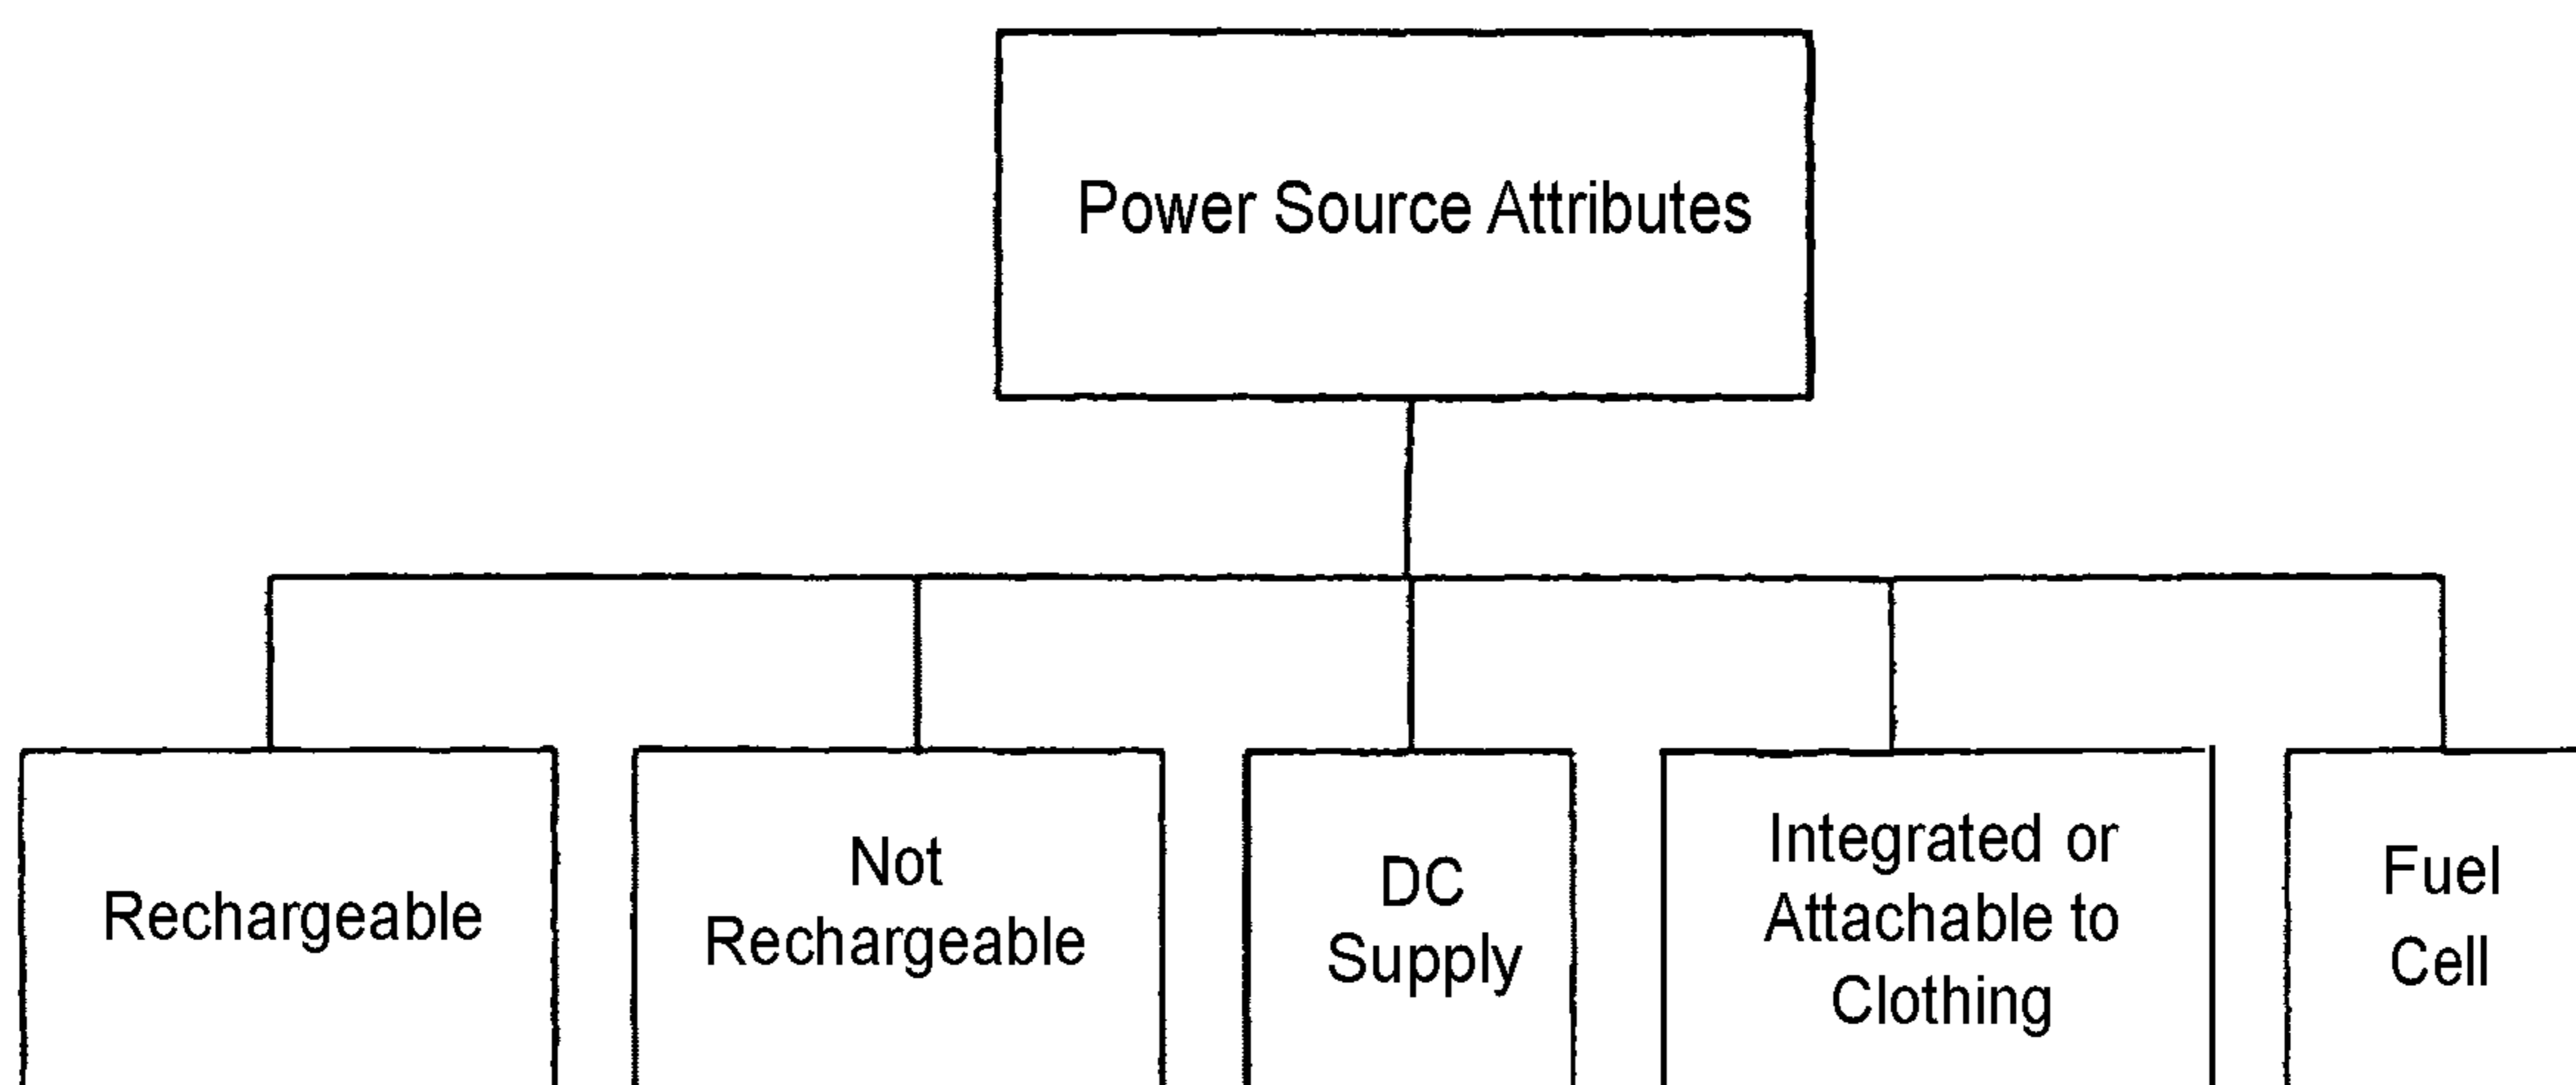 Power Source Attributes
Rechargeable
Not
Rechargeable
DC
Supply
Integrated or
Attachable to
Clothing
Fuel
Cell